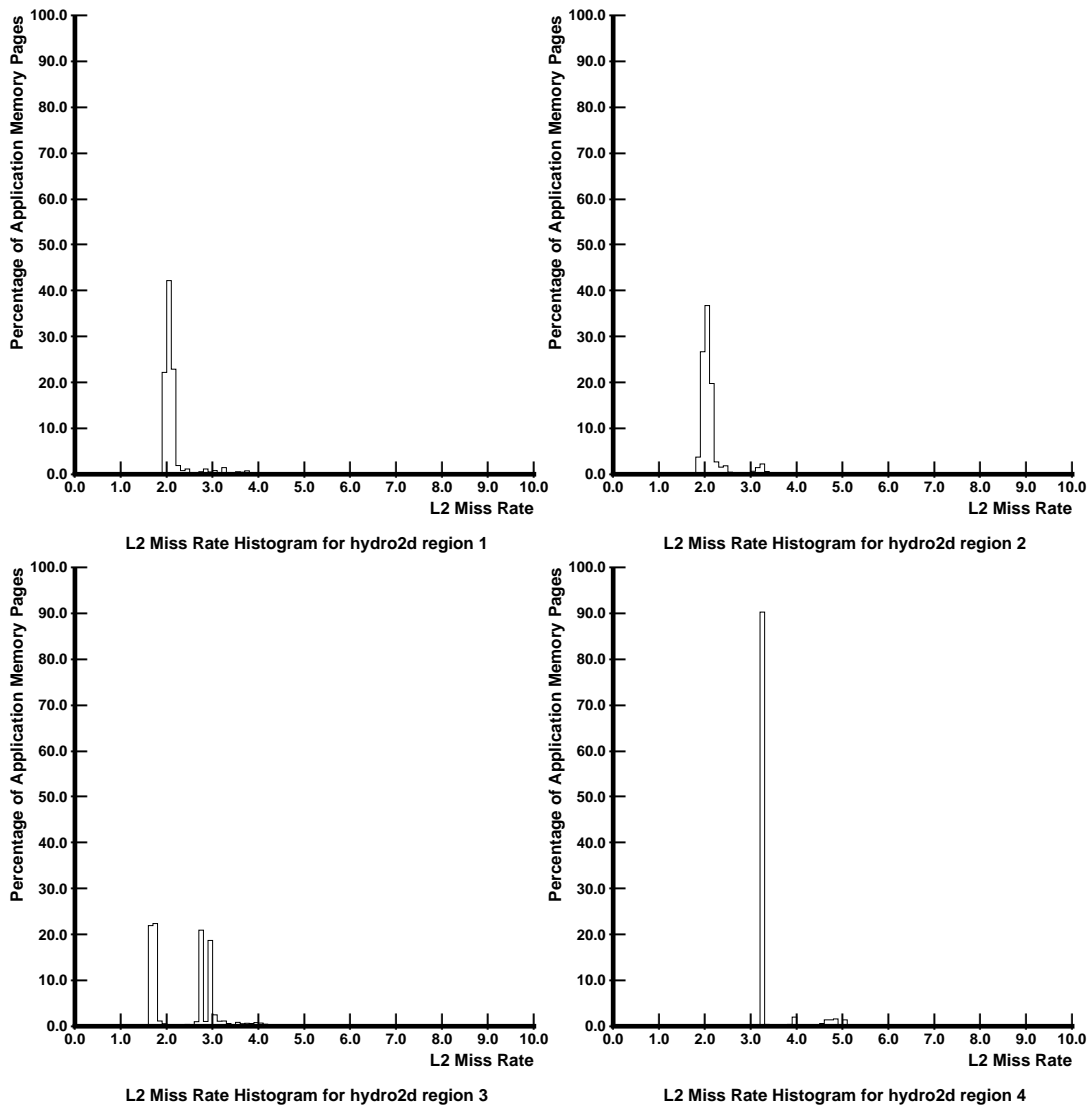 Percentage of Application Memory Pages
100.0
90.0
80.0
70.0
60.0
50.0
40.0
30.0
20.0
10.0
0.0
0.0 1.0 2.0 3.0 4.0 5.0 6.0 7.0 8.0 9.0 10.0
L2 Miss Rate
L2 Miss Rate Histogram for hydro2d region 1
Percentage of Application Memory Pages
100.0
90.0
80.0
70.0
60.0
50.0
40.0
30.0
20.0
10.0
0.0
0.0 1.0 2.0 3.0 4.0 5.0 6.0 7.0 8.0 9.0 10.0
L2 Miss Rate
L2 Miss Rate Histogram for hydro2d region 2
Percentage of Application Memory Pages
100.0
90.0
80.0
70.0
60.0
50.0
40.0
30.0
20.0
10.0
0.0
0.0 1.0 2.0 3.0 4.0 5.0 6.0 7.0 8.0 9.0 10.0
L2 Miss Rate
L2 Miss Rate Histogram for hydro2d region 3
Percentage of Application Memory Pages
100.0
90.0
80.0
70.0
60.0
50.0
40.0
30.0
20.0
10.0
0.0
0.0 1.0 2.0 3.0 4.0 5.0 6.0 7.0 8.0 9.0 10.0
L2 Miss Rate
L2 Miss Rate Histogram for hydro2d region 4